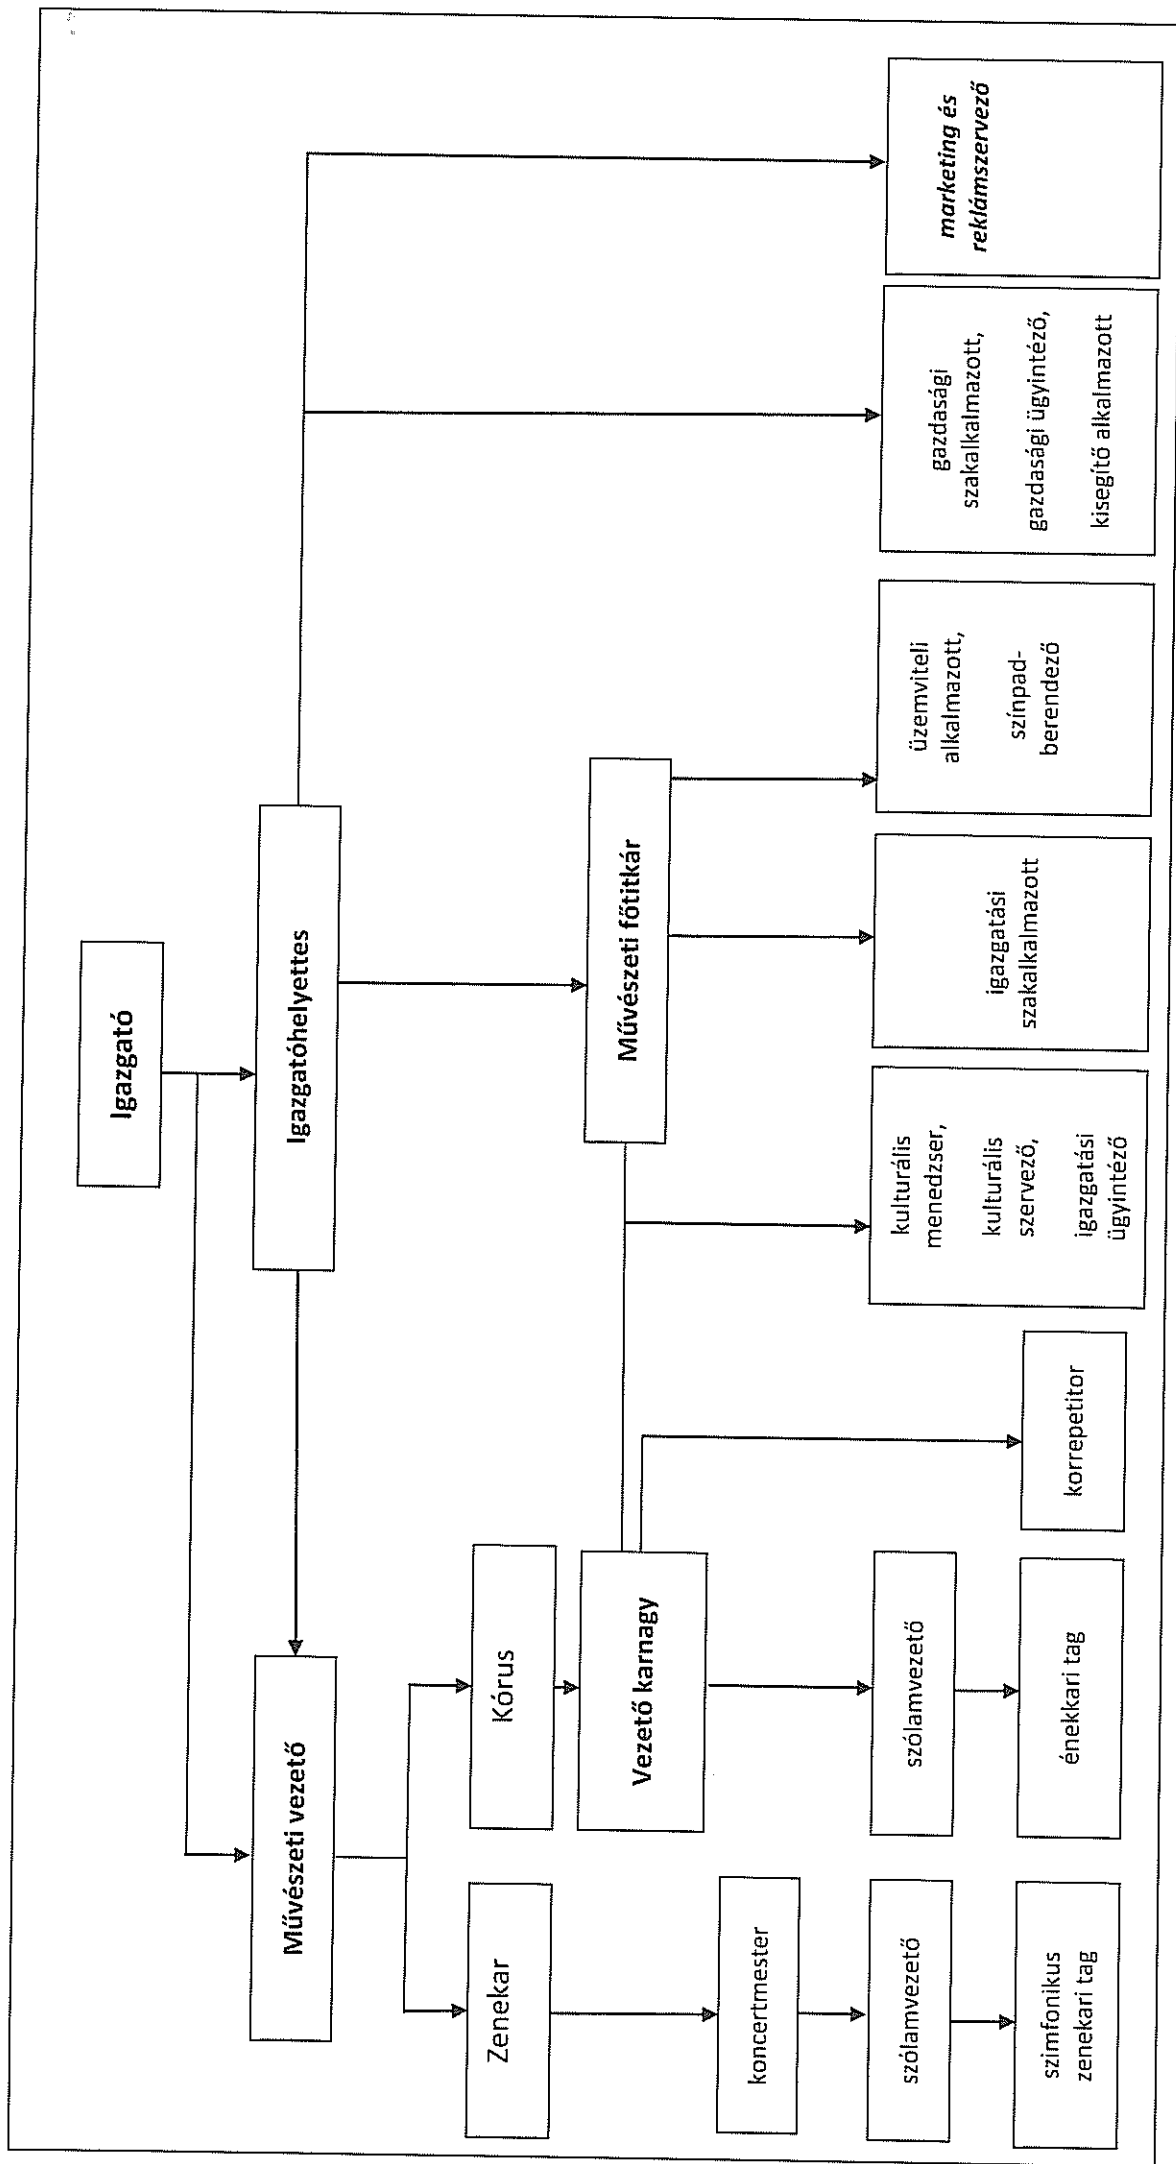 Igazgató
Igazgatóhelyettes
Művészeti vezető
Zenekar
Kórus
Művészeti főtitkár
Vezető karnagy
koncertmester
szólamvezető
szólamvezető
szimfonikus
zenekari tag
énekkari tag
korrepetitor
kulturális
menedzser,
kulturális
szervező,
igazgatási
ügyintéző
igazgatási
szakalkalmazott
üzemviteli
alkalmazott,
színpad-
berendező
gazdasági
szakalkalmazott,
gazdasági ügyintéző,
kisegítő alkalmazott
marketing és
reklámszervező